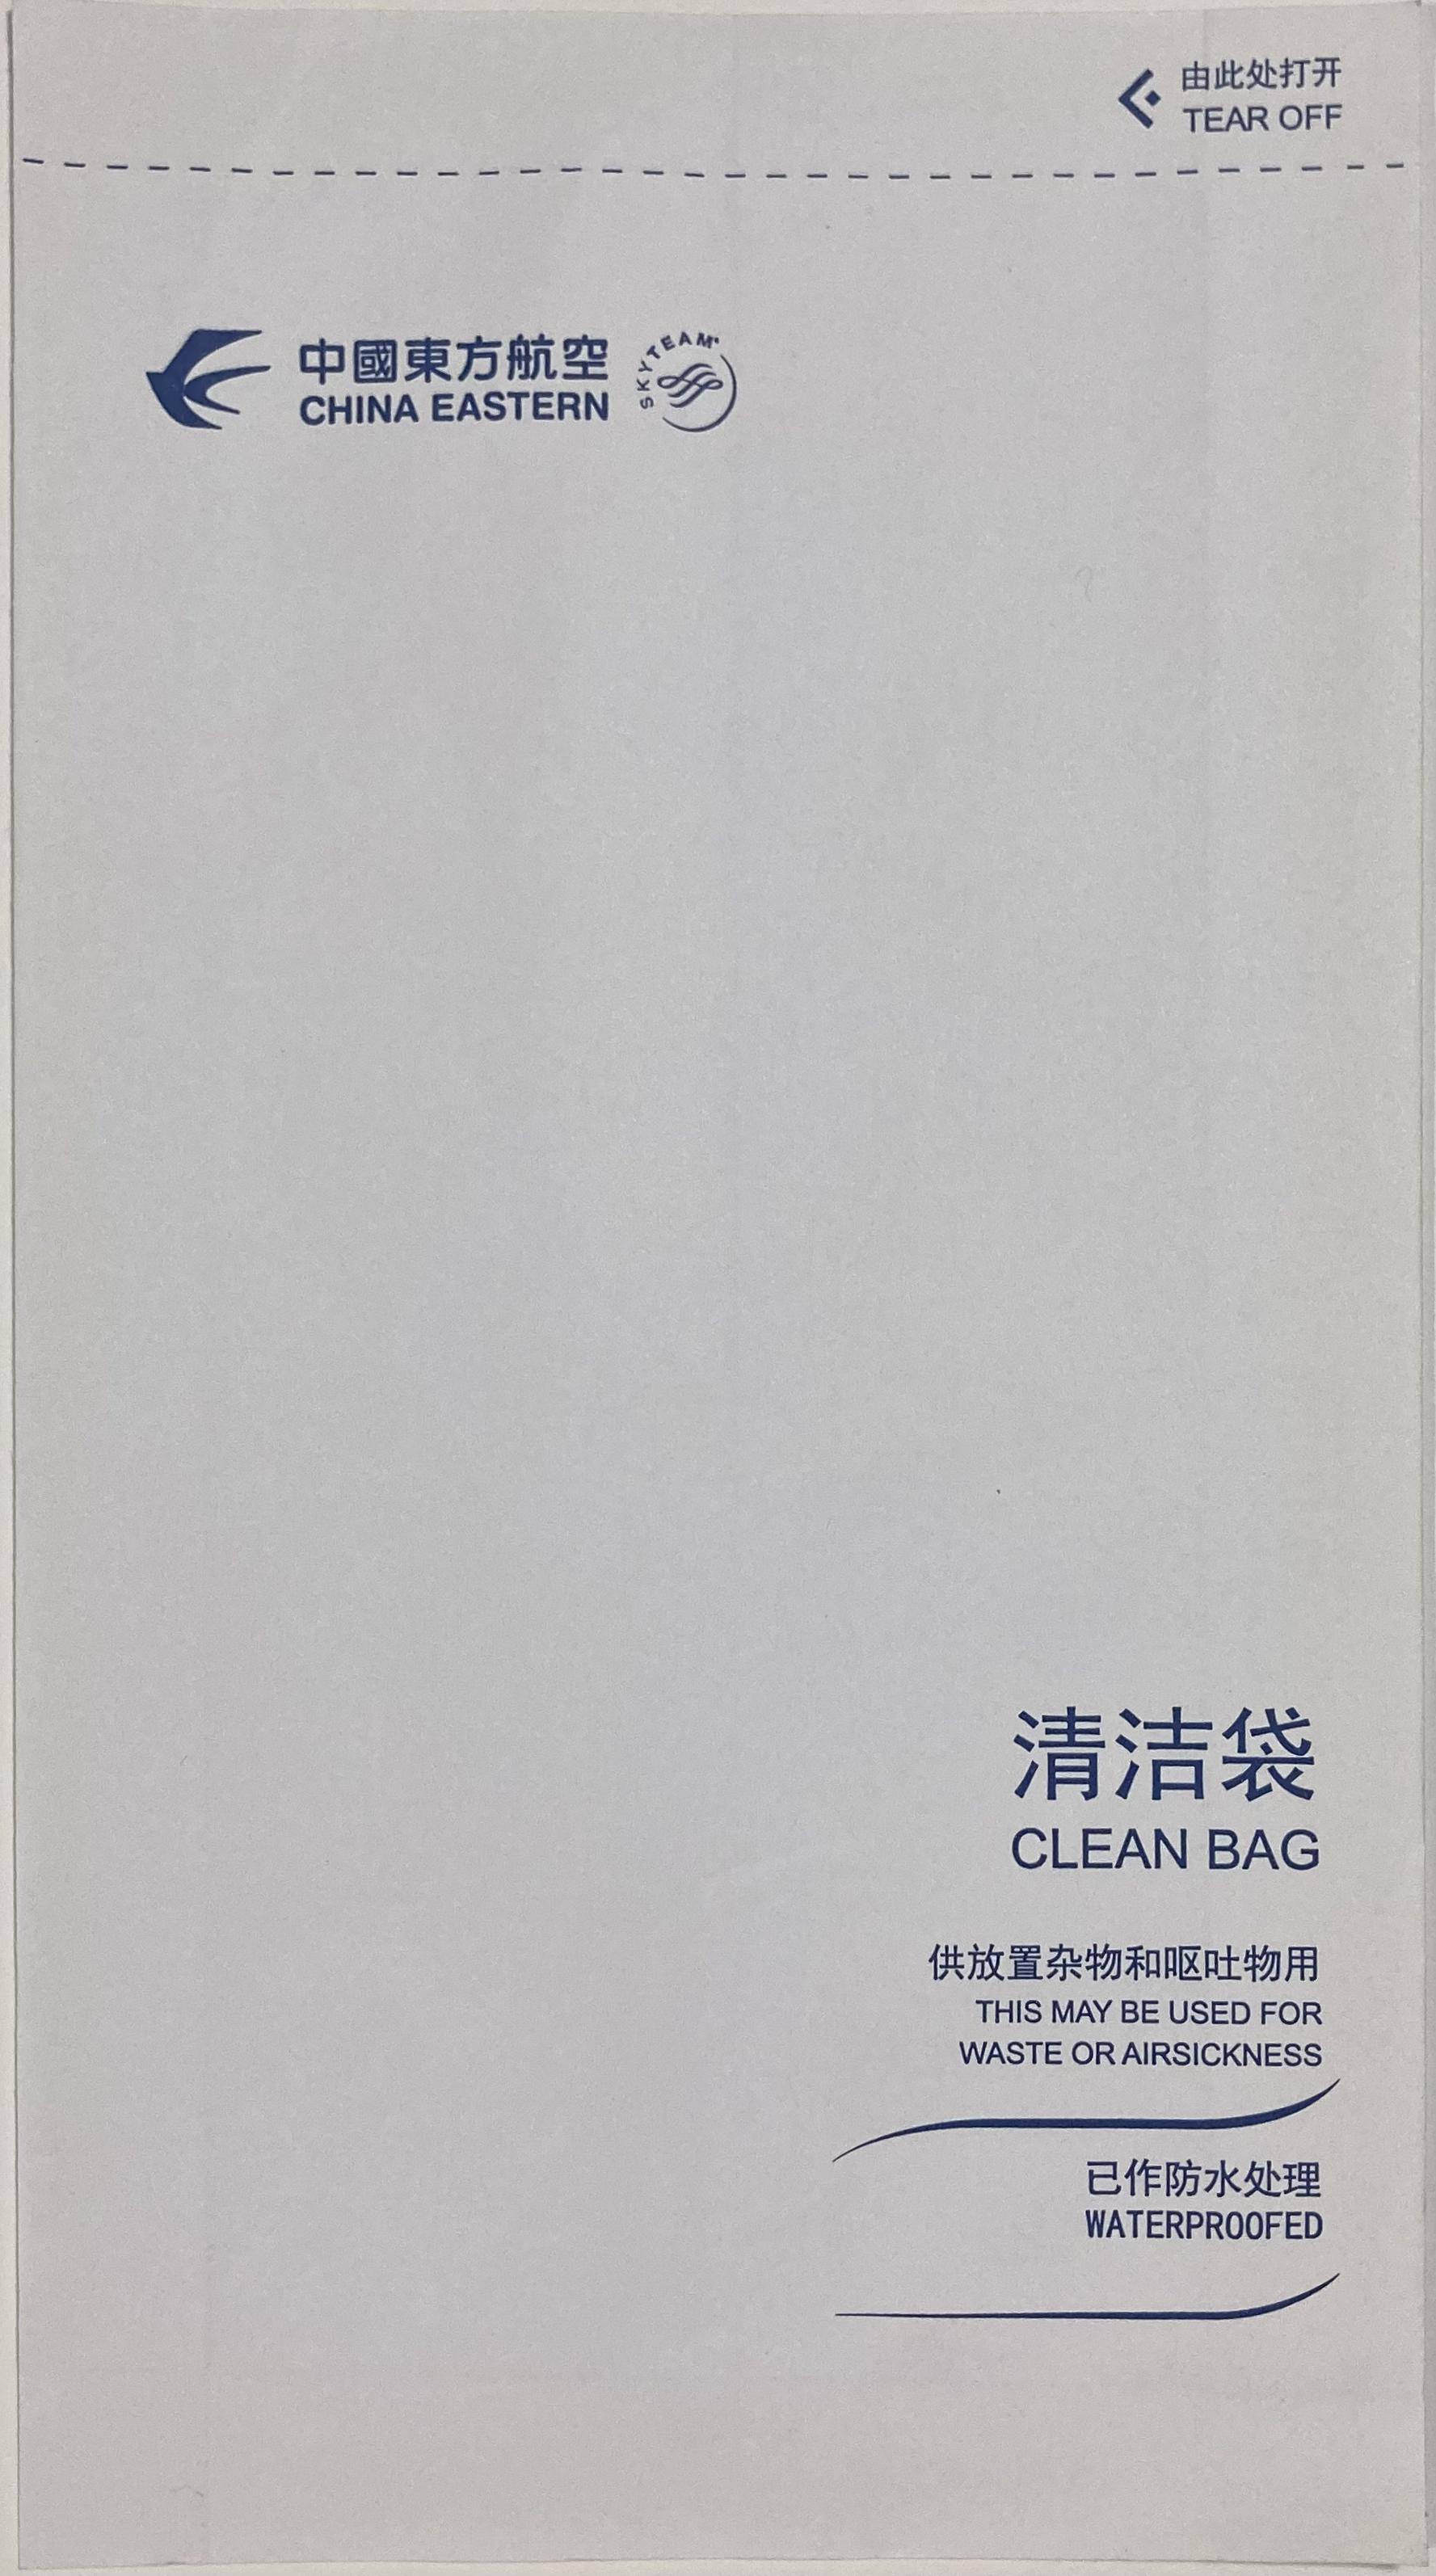 由此处打开
TEAR OFF
中國東方航空
CHINA EASTERN
SKYTEAM
清洁袋
CLEAN BAG
供放置杂物和呕吐物用
THIS MAY BE USED FOR
WASTE OR AIRSICKNESS
已作防水处理
WATERPROOFED